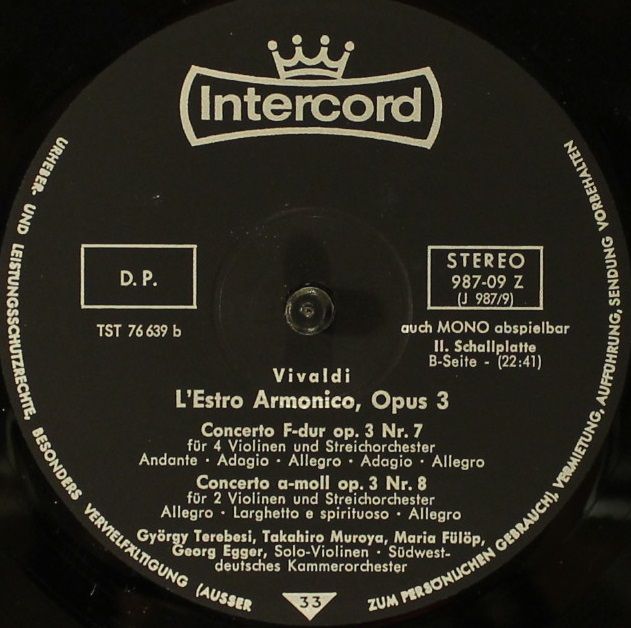 Intercord
D. P.
TST 76 639 b
STEREO
987-09 Z
(J 987/9)
auch MONO abspielbar
II. Schallplatte
B-Seite - (22:41)
Vivaldi
L'Estro Armonico, Opus 3
Concerto F-dur op. 3 Nr. 7
für 4 Violinen und Streichorchester
Andante · Adagio · Allegro · Adagio · Allegro
Concerto a-moll op. 3 Nr. 8
für 2 Violinen und Streichorchester
Allegro · Larghetto e spirituoso · Allegro
György Terebesi, Takahiro Muroya, Maria Fülöp,
Georg Egger, Solo-Violinen · Südwest-
deutsches Kammerorchester
33
URHEBER- UND LEISTUNGSSCHUTZRECHTE, BESONDERS VERVIELFÄLTIGUNG (AUSSER ZUM PERSÖNLICHEN GEBRAUCH), VERMIETUNG, AUFFÜHRUNG, SENDUNG VORBEHALTEN